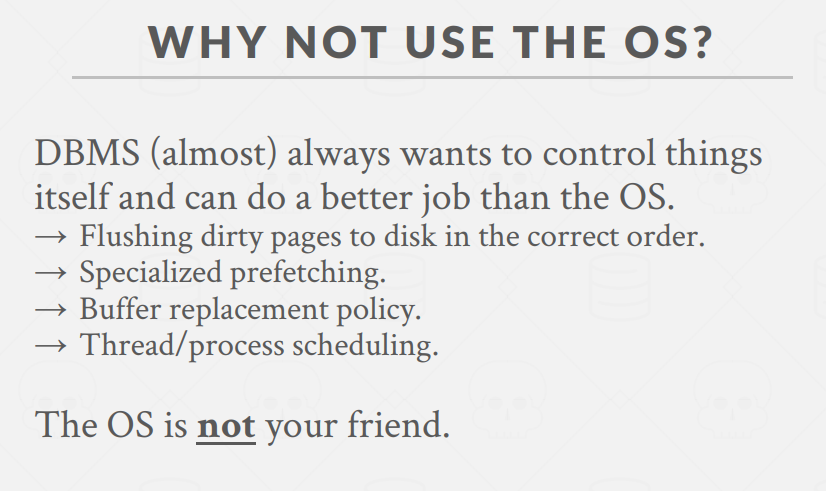 WHY NOT USE THE OS?
DBMS (almost) always wants to control things
itself and can do a better job than the OS.
→ Flushing dirty pages to disk in the correct order.
→ Specialized prefetching.
→ Buffer replacement policy.
→ Thread/process scheduling.
The OS is not your friend.